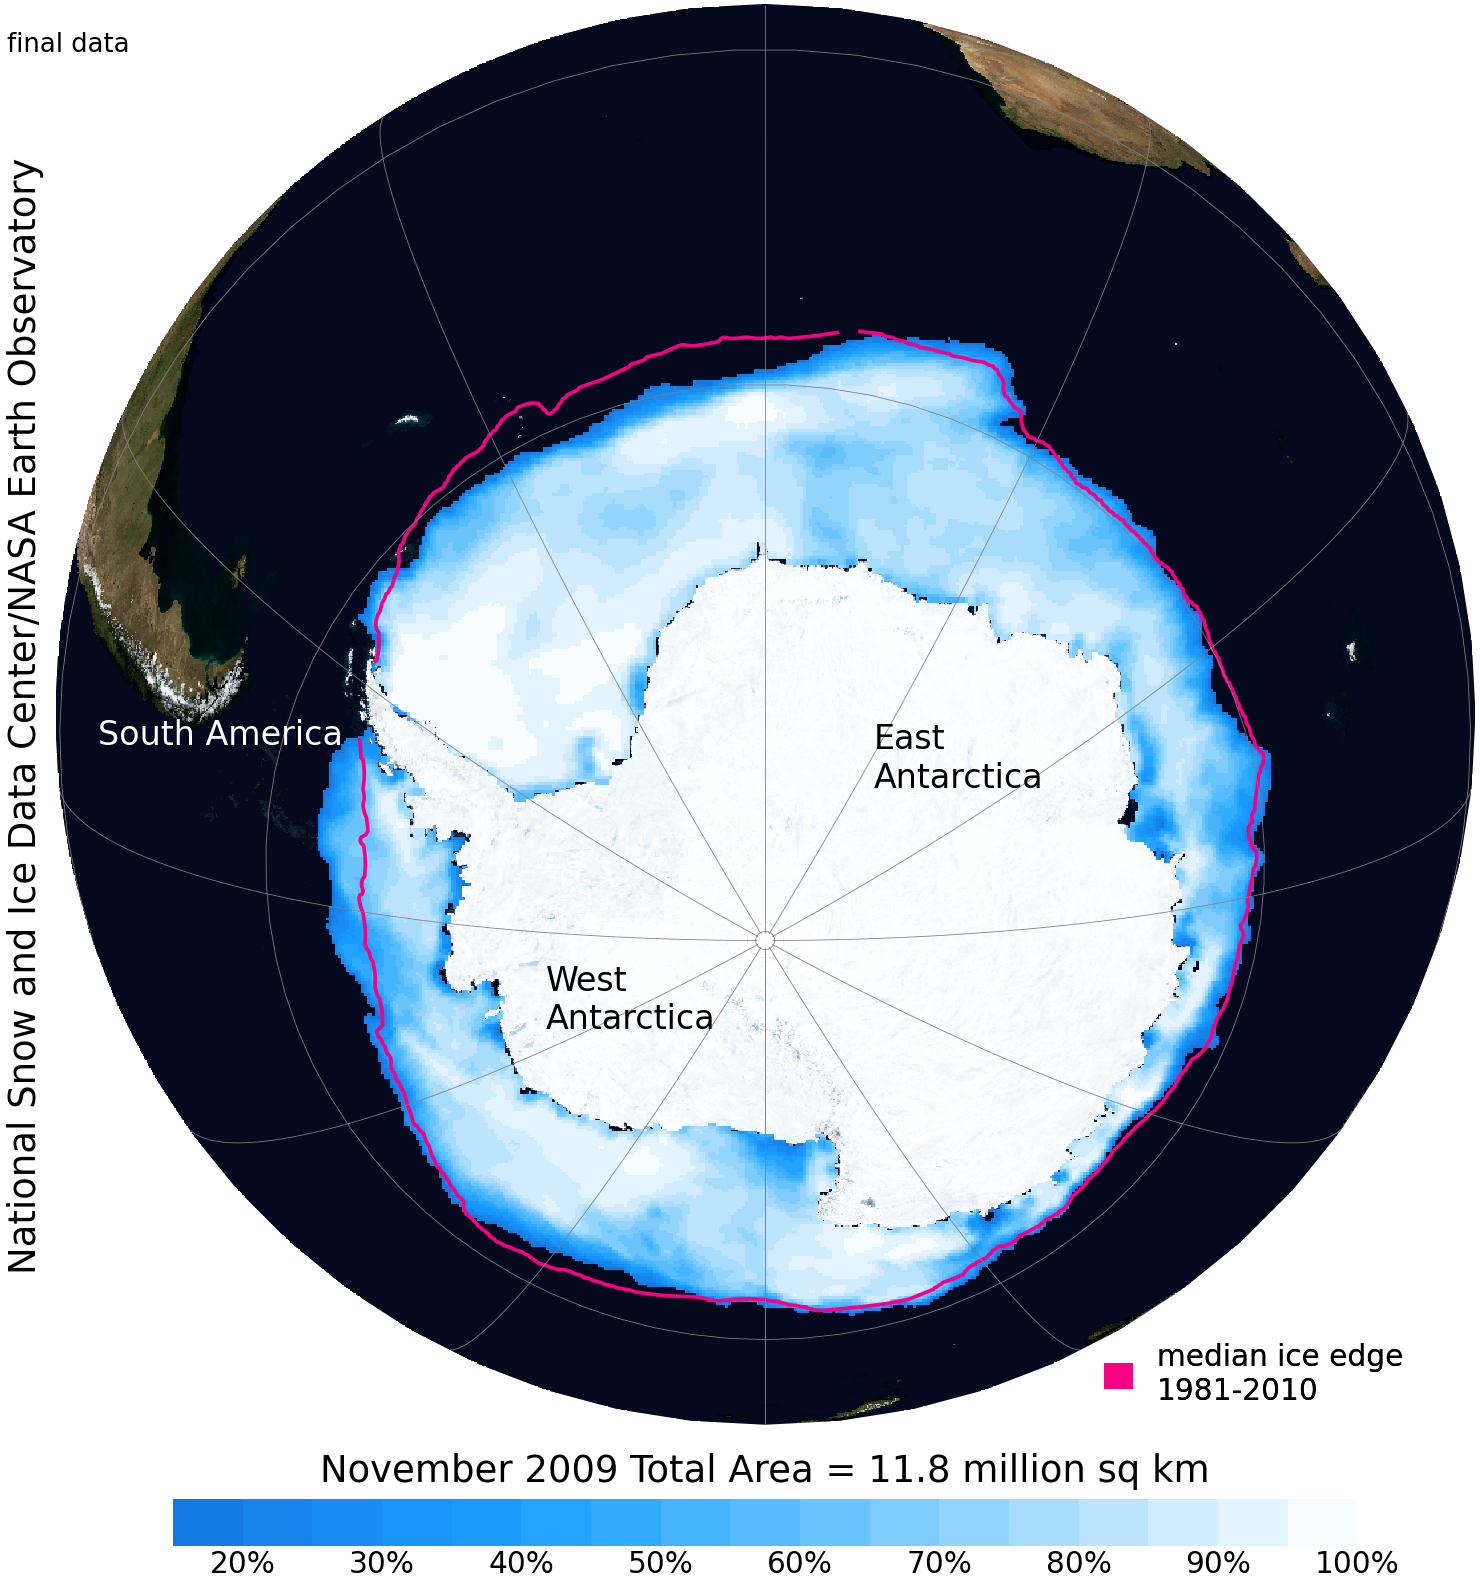 final data
National Snow and Ice Data Center/NASA Earth Observatory
South America
East
Antarctica
West
Antarctica
median ice edge
1981-2010
November 2009 Total Area = 11.8 million sq km
20% 30% 40% 50% 60% 70% 80% 90% 100%